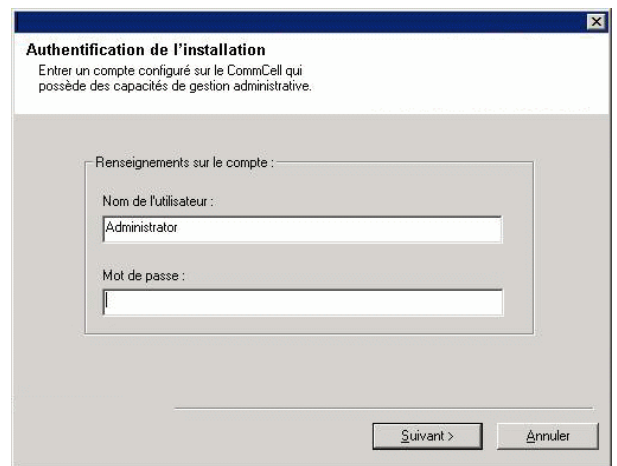 Authentification de l'installation
Entrer un compte configuré sur le CommCell qui
possède des capacités de gestion administrative.
Renseignements sur le compte :
Nom de l'utilisateur :
Administrator
Mot de passe :
Suivant >
Annuler